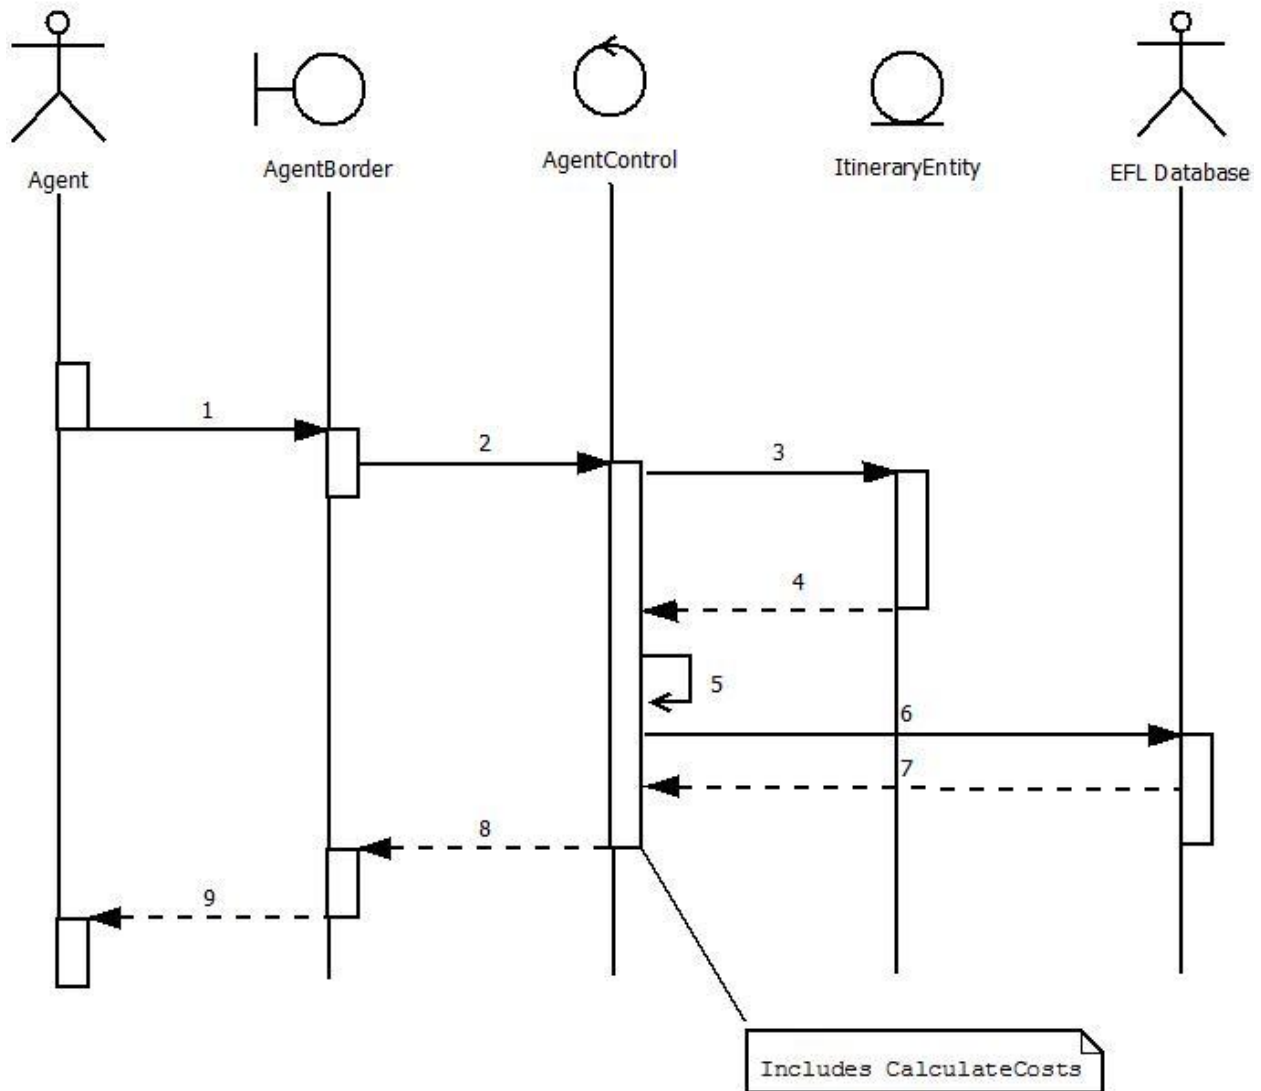 Agent
AgentBorder
AgentControl
ItineraryEntity
EFL Database
1
2
3
4
5
6
7
8
9
Includes CalculateCosts